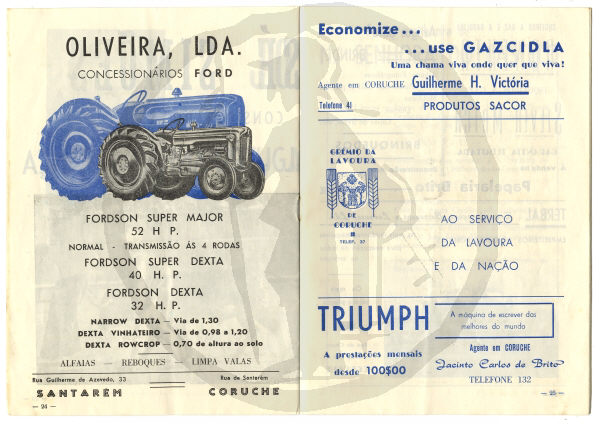 OLIVEIRA, LDA.
CONCESSIONÁRIOS FORD
FORDSON SUPER MAJOR
52 H P.
NORMAL - TRANSMISSÃO ÁS 4 RODAS
FORDSON SUPER DEXTA
40 H. P.
FORDSON DEXTA
32 H. P.
NARROW DEXTA — Via de 1,30
DEXTA VINHATEIRO — Via de 0,98 a 1,20
DEXTA ROWCROP — 0,70 de altura ao solo
ALFAIAS — REBOQUES — LIMPA VALAS
Rua Guilherme de Azevedo, 33
SANTARÉM
Rua de Santarém
CORUCHE
— 24 —
Economize...
...use GAZCIDLA
Uma chama viva onde quer que viva!
Agente em CORUCHE Guilherme H. Victória
Telefone 41
PRODUTOS SACOR
GRÉMIO DA
LAVOURA
DE
CORUCHE
TELEF. 37
AO SERVIÇO
DA LAVOURA
E DA NAÇÃO
TRIUMPH
A máquina de escrever das
melhores do mundo
A prestações mensais
desde 100$00
Agente em CORUCHE
Jacinto Carlos de Brito
TELEFONE 132
— 25 —